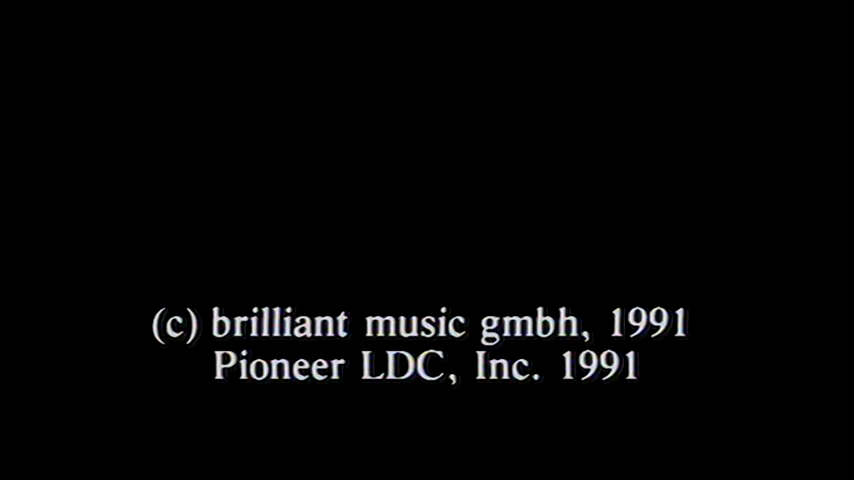 (c) brilliant music gmbh, 1991
Pioneer LDC, Inc. 1991